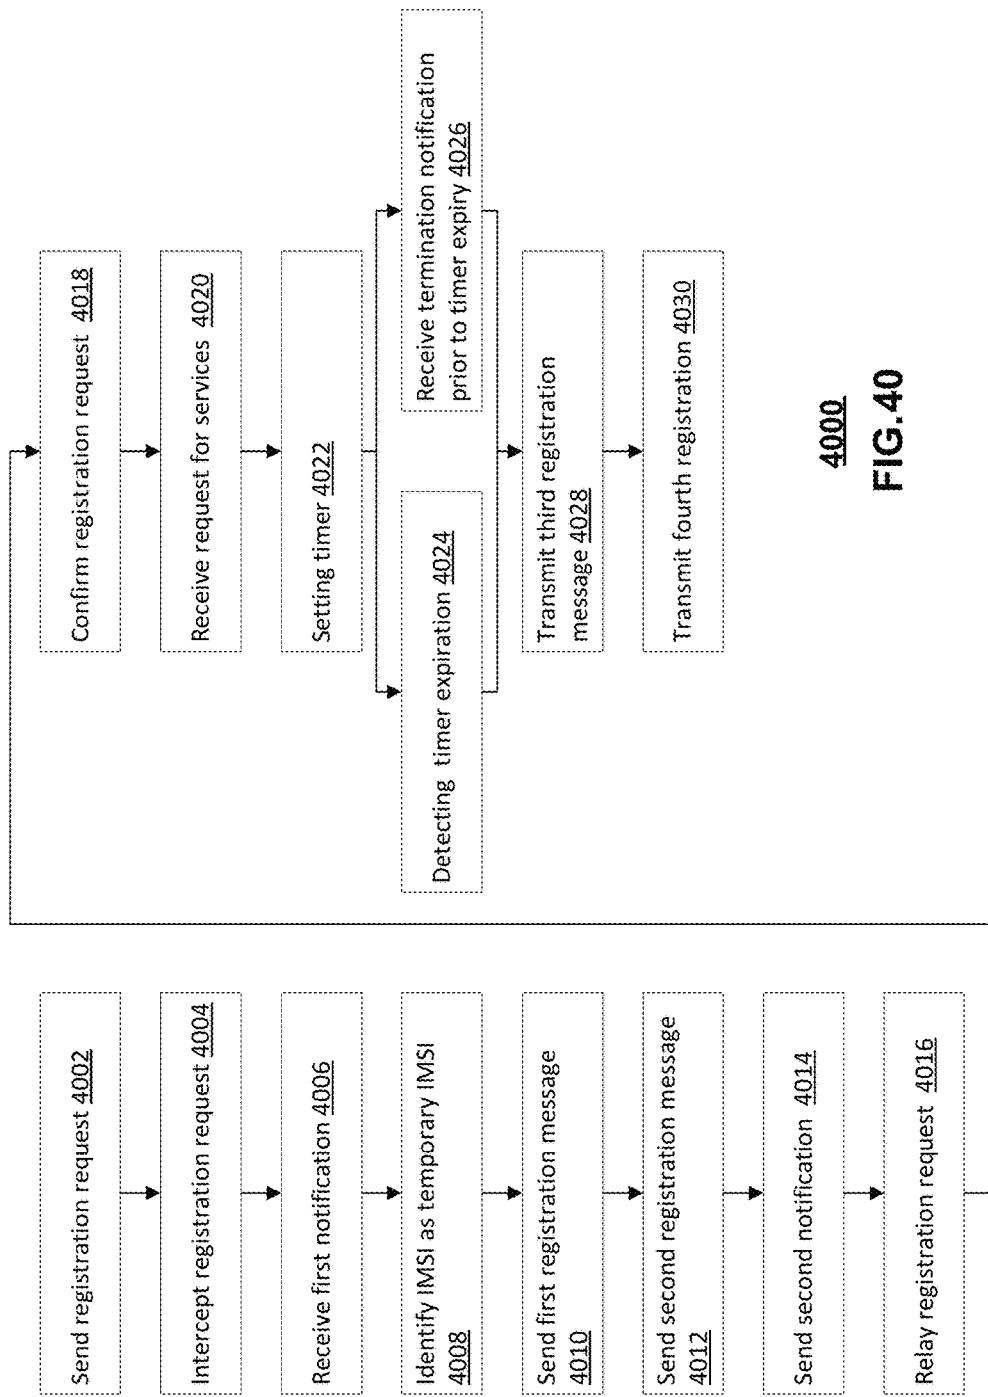 Send registration request 4002
Intercept registration request 4004
Receive first notification 4006
Identify IMSI as temporary IMSI
4008
Send first registration message
4010
Send second registration message
4012
Send second notification 4014
Relay registration request 4016
Confirm registration request 4018
Receive request for services 4020
Setting timer 4022
Detecting timer expiration 4024
Receive termination notification
prior to timer expiry 4026
Transmit third registration
message 4028
Transmit fourth registration 4030
4000
FIG.40